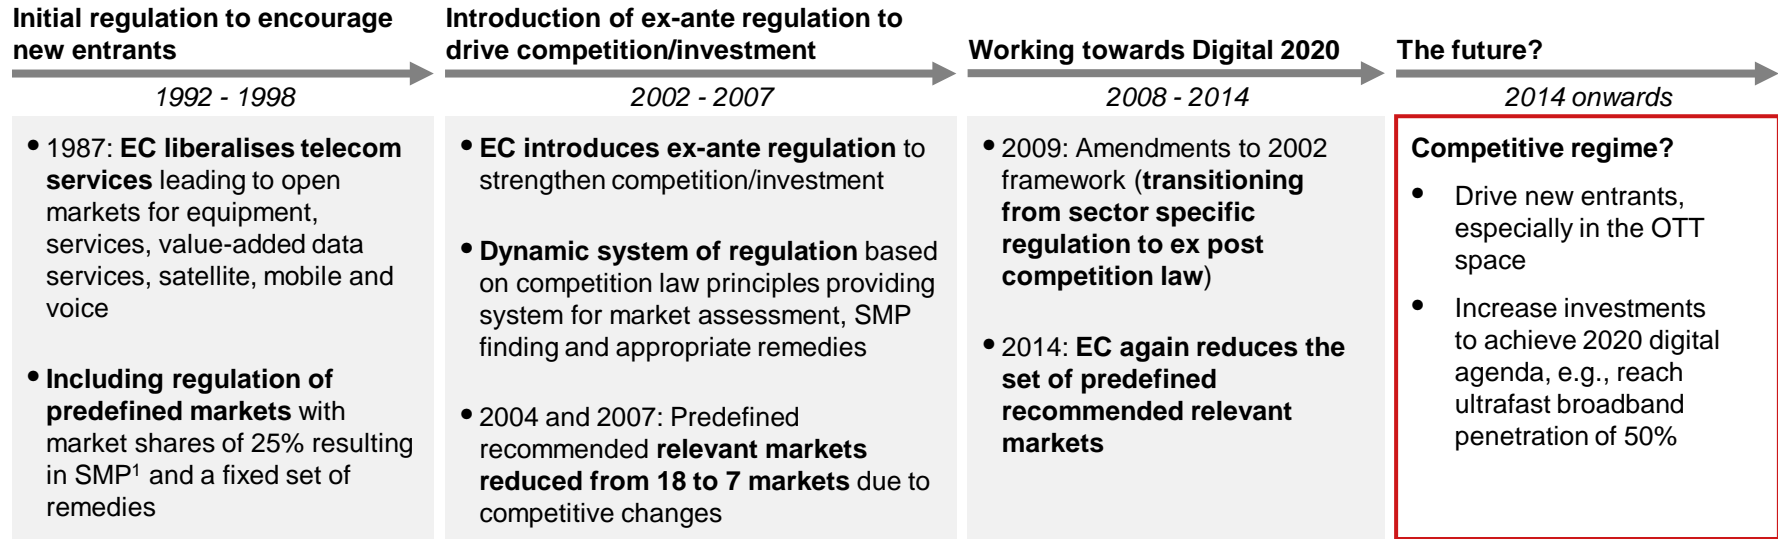 Initial regulation to encourage
new entrants
1992 - 1998
• 1987: EC liberalises telecom
services leading to open
markets for equipment,
services, value-added data
services, satellite, mobile and
voice
• Including regulation of
predefined markets with
market shares of 25% resulting
in SMP¹ and a fixed set of
remedies
Introduction of ex-ante regulation to
drive competition/investment
2002 - 2007
• EC introduces ex-ante regulation to
strengthen competition/investment
• Dynamic system of regulation based
on competition law principles providing
system for market assessment, SMP
finding and appropriate remedies
• 2004 and 2007: Predefined
recommended relevant markets
reduced from 18 to 7 markets due to
competitive changes
Working towards Digital 2020
2008 - 2014
• 2009: Amendments to 2002
framework (transitioning
from sector specific
regulation to ex post
competition law)
• 2014: EC again reduces the
set of predefined
recommended relevant
markets
The future?
2014 onwards
Competitive regime?
• Drive new entrants,
especially in the OTT
space
• Increase investments
to achieve 2020 digital
agenda, e.g., reach
ultrafast broadband
penetration of 50%